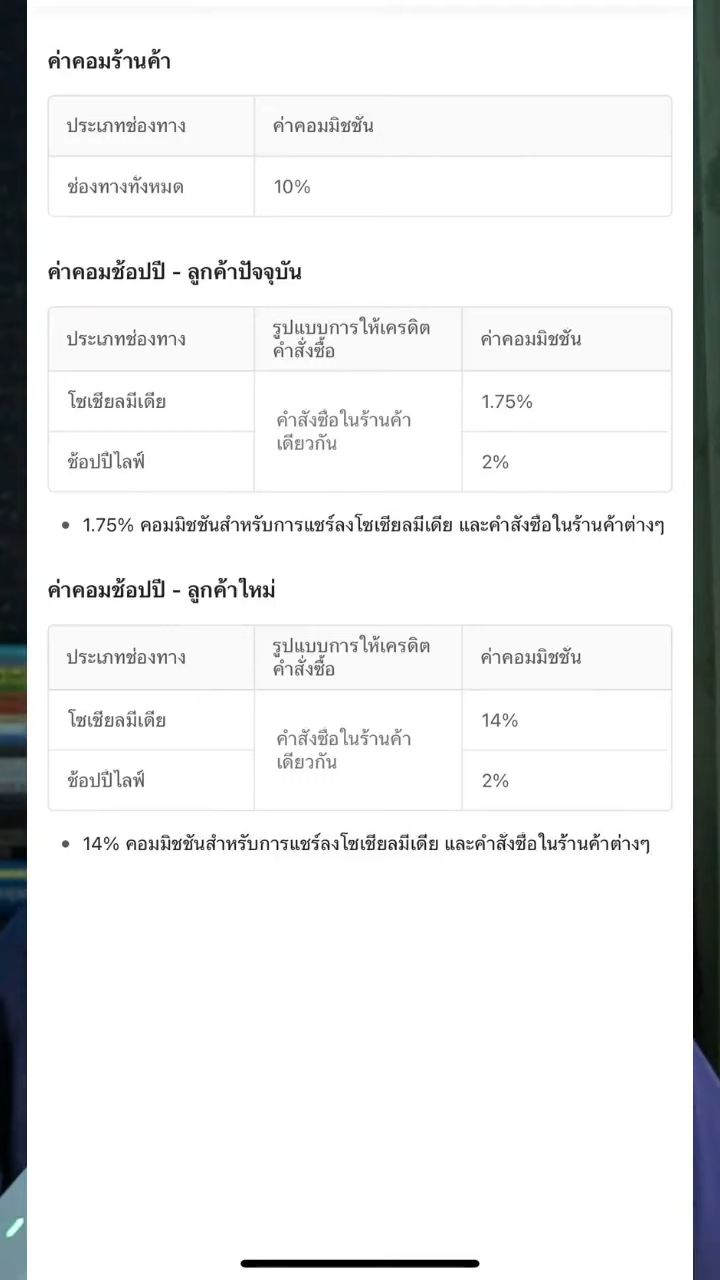 ค่าคอมร้านค้า
ประเภทช่องทาง ค่าคอมมิชชัน
ช่องทางทั้งหมด 10%
ค่าคอมช้อปปี - ลูกค้าปัจจุบัน
ประเภทช่องทาง รูปแบบการให้เครดิต ค่าคอมมิชชัน
คำสั่งซื้อ
โซเชียลมีเดีย 1.75%
คำสั่งซื้อในร้านค้า
เดียวกัน
ช้อปปี้ไลฟ์ 2%
• 1.75% คอมมิชชันสำหรับการแชร์ลงโซเชียลมีเดีย และคำสั่งซื้อในร้านค้าต่างๆ
ค่าคอมช้อปปี - ลูกค้าใหม่
ประเภทช่องทาง รูปแบบการให้เครดิต ค่าคอมมิชชัน
คำสั่งซื้อ
โซเชียลมีเดีย 14%
คำสั่งซื้อในร้านค้า
เดียวกัน
ช้อปปี้ไลฟ์ 2%
• 14% คอมมิชชันสำหรับการแชร์ลงโซเชียลมีเดีย และคำสั่งซื้อในร้านค้าต่างๆ